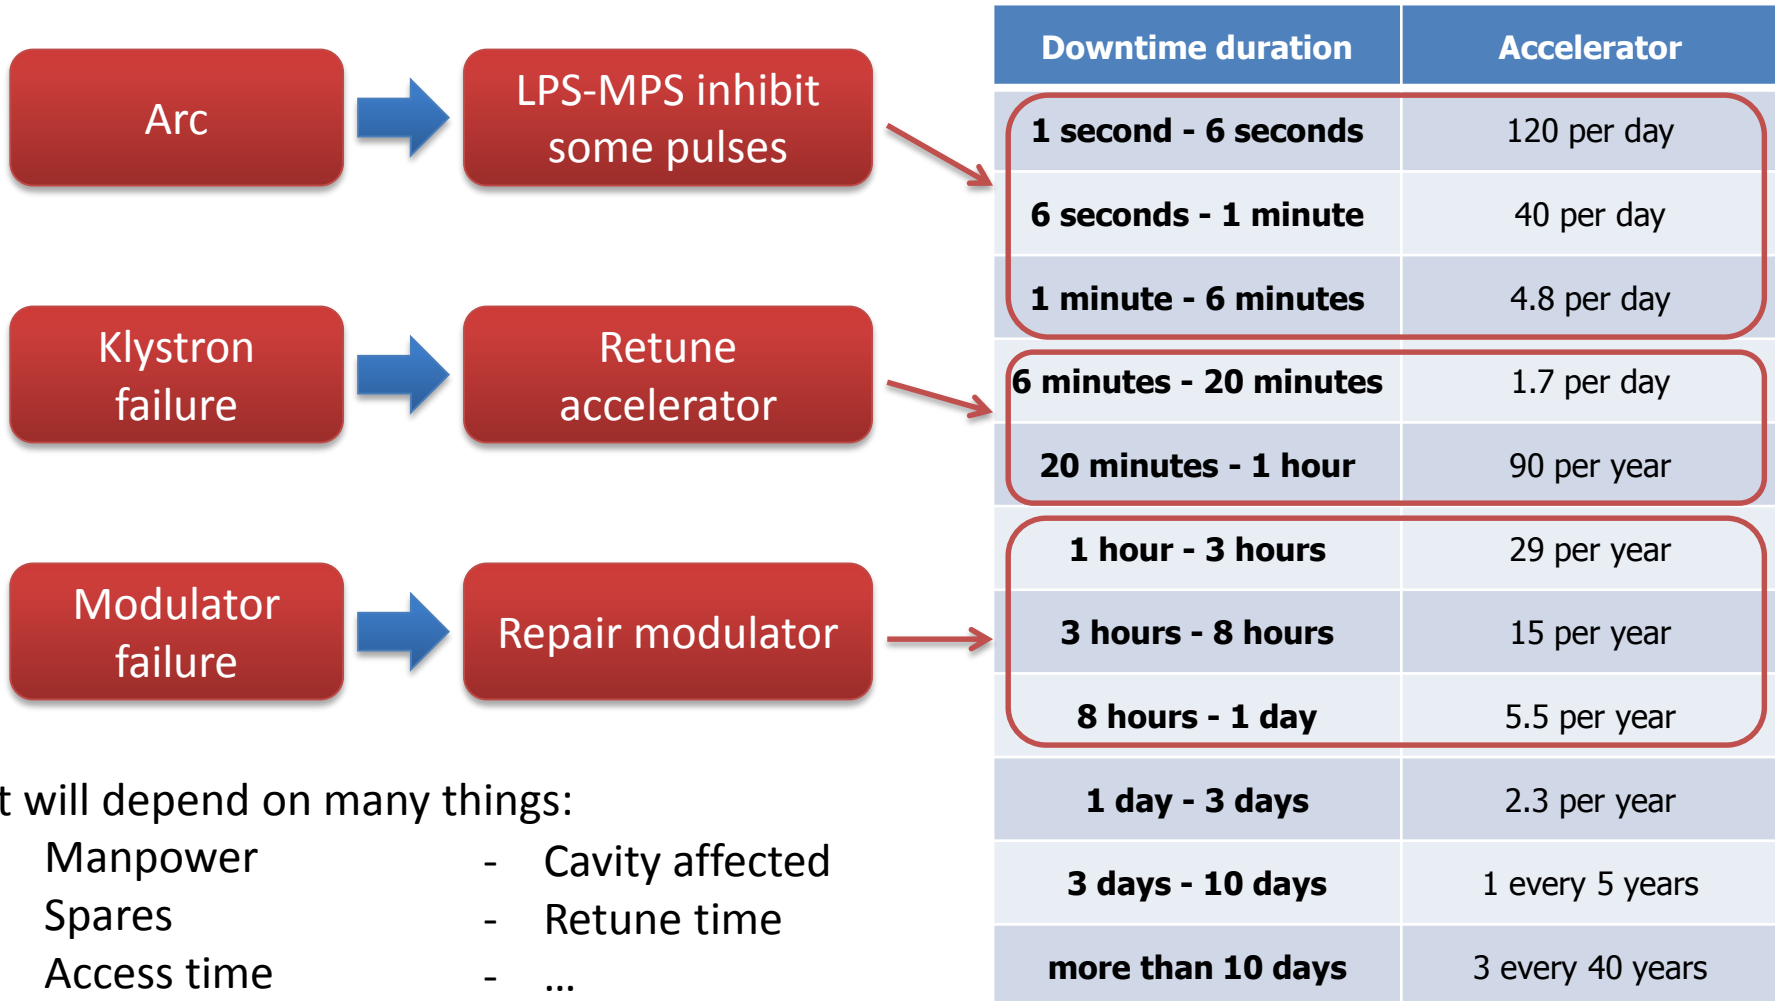 Arc
LPS-MPS inhibit
some pulses
Klystron
failure
Retune
accelerator
Modulator
failure
Repair modulator
t will depend on many things:
Manpower
Spares
Access time
- Cavity affected
- Retune time
- ...
Downtime duration Accelerator
1 second - 6 seconds 120 per day
6 seconds - 1 minute 40 per day
1 minute - 6 minutes 4.8 per day
6 minutes - 20 minutes 1.7 per day
20 minutes - 1 hour 90 per year
1 hour - 3 hours 29 per year
3 hours - 8 hours 15 per year
8 hours - 1 day 5.5 per year
1 day - 3 days 2.3 per year
3 days - 10 days 1 every 5 years
more than 10 days 3 every 40 years